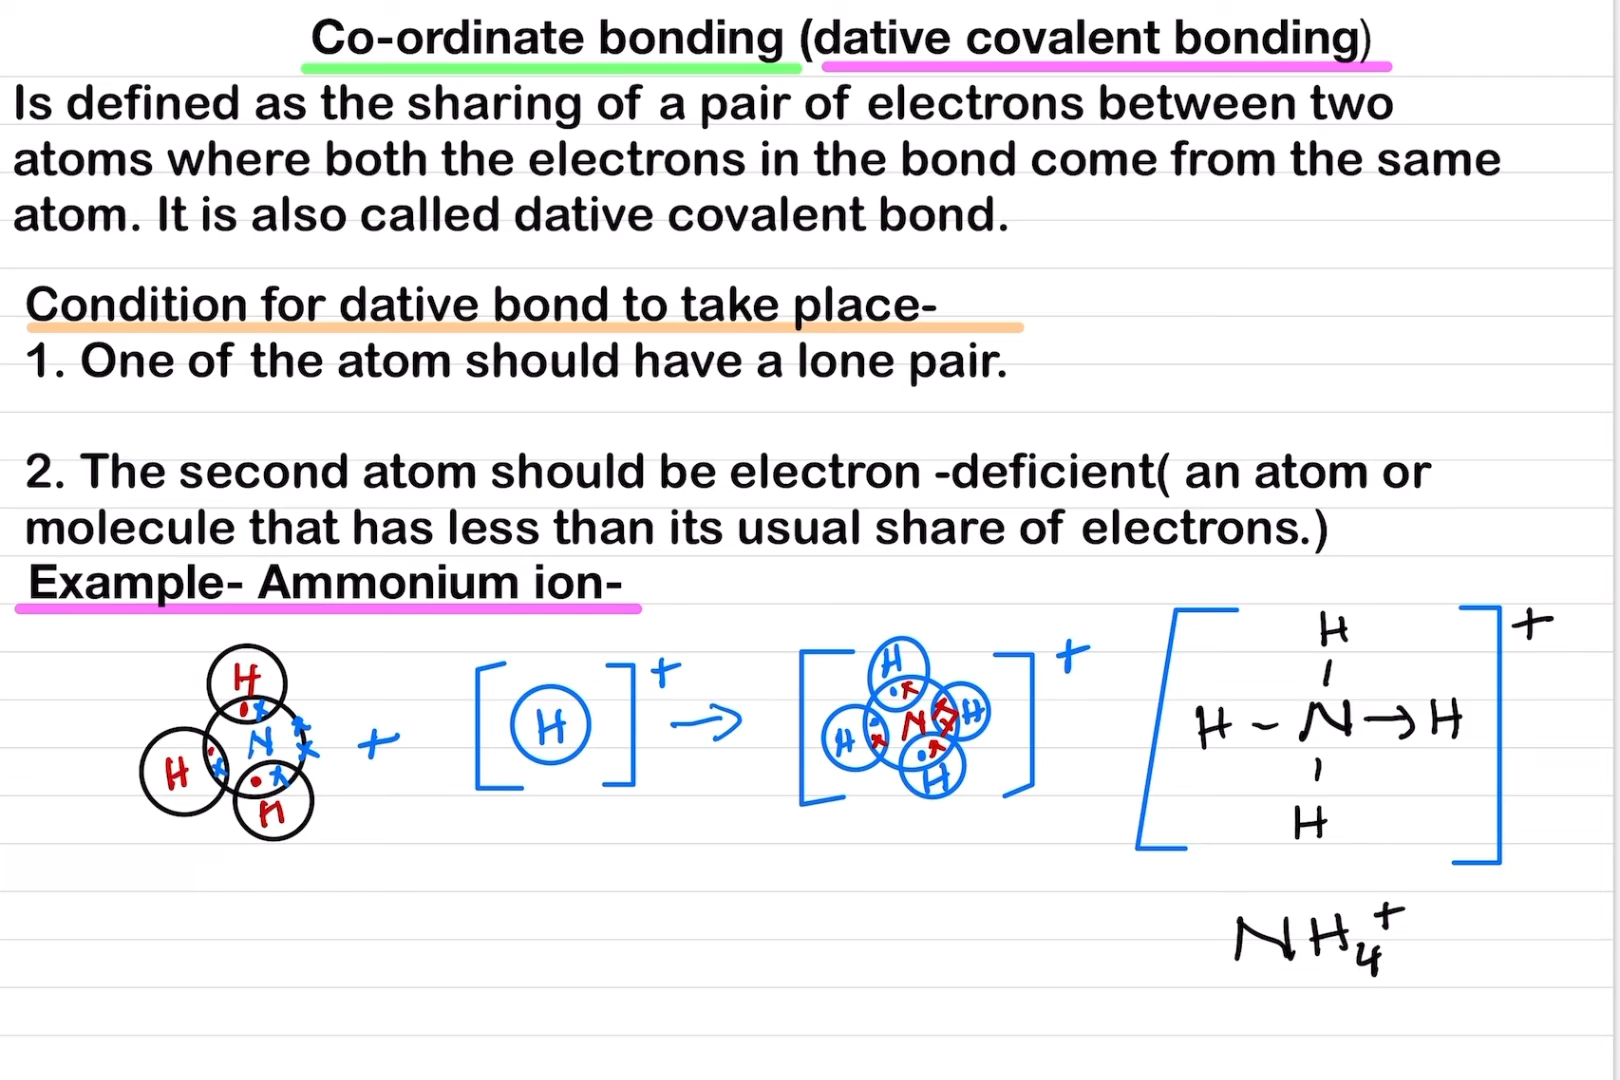 Co-ordinate bonding (dative covalent bonding)
Is defined as the sharing of a pair of electrons between two
atoms where both the electrons in the bond come from the same
atom. It is also called dative covalent bond.
Condition for dative bond to take place-
1. One of the atom should have a lone pair.
2. The second atom should be electron -deficient( an atom or
molecule that has less than its usual share of electrons.)
Example- Ammonium ion-
H
H N
H
+
[H]+
→
[H
H N H
H]+
[H
H - N → H
H]+
NH₄⁺